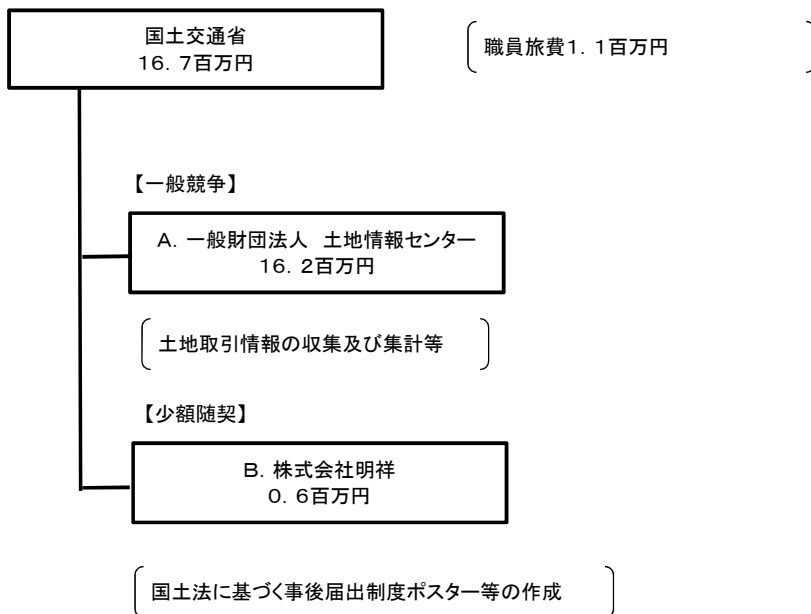 国土交通省
16．7百万円
職員旅費1．1百万円
【一般競争】
A．一般財団法人　土地情報センター
16．2百万円
土地取引情報の収集及び集計等
【少額随契】
B．株式会社明祥
0．6百万円
国土法に基づく事後届出制度ポスター等の作成